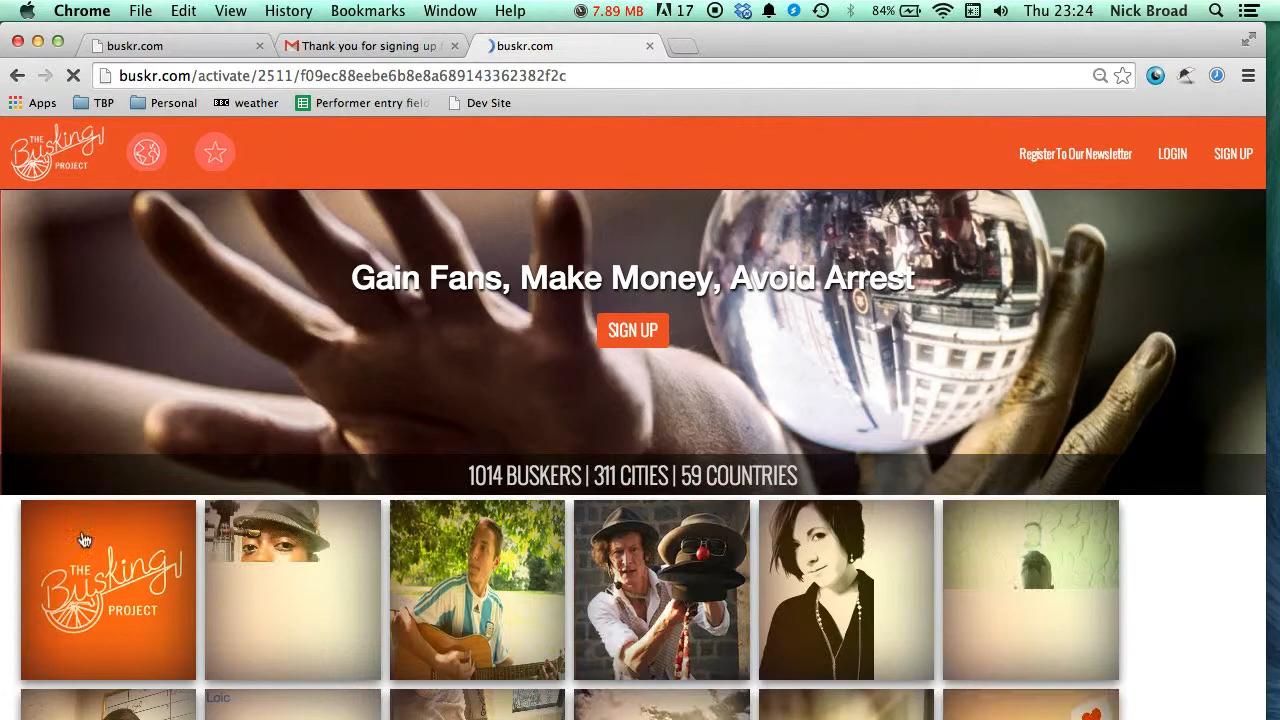 Chrome File Edit View History Bookmarks Window Help 7.89 MB 17 84% Thu 23:24 Nick Broad
buskr.com Thank you for signing up buskr.com
buskr.com/activate/2511/f09ec88eebe6b8e8a689143362382f2c
Apps TBP Personal BBC weather Performer entry field Dev Site
THE Busking PROJECT
Register To Our Newsletter LOGIN SIGN UP
Gain Fans, Make Money, Avoid Arrest
SIGN UP
1014 BUSKERS | 311 CITIES | 59 COUNTRIES
THE
Busking
PROJECT
Loic